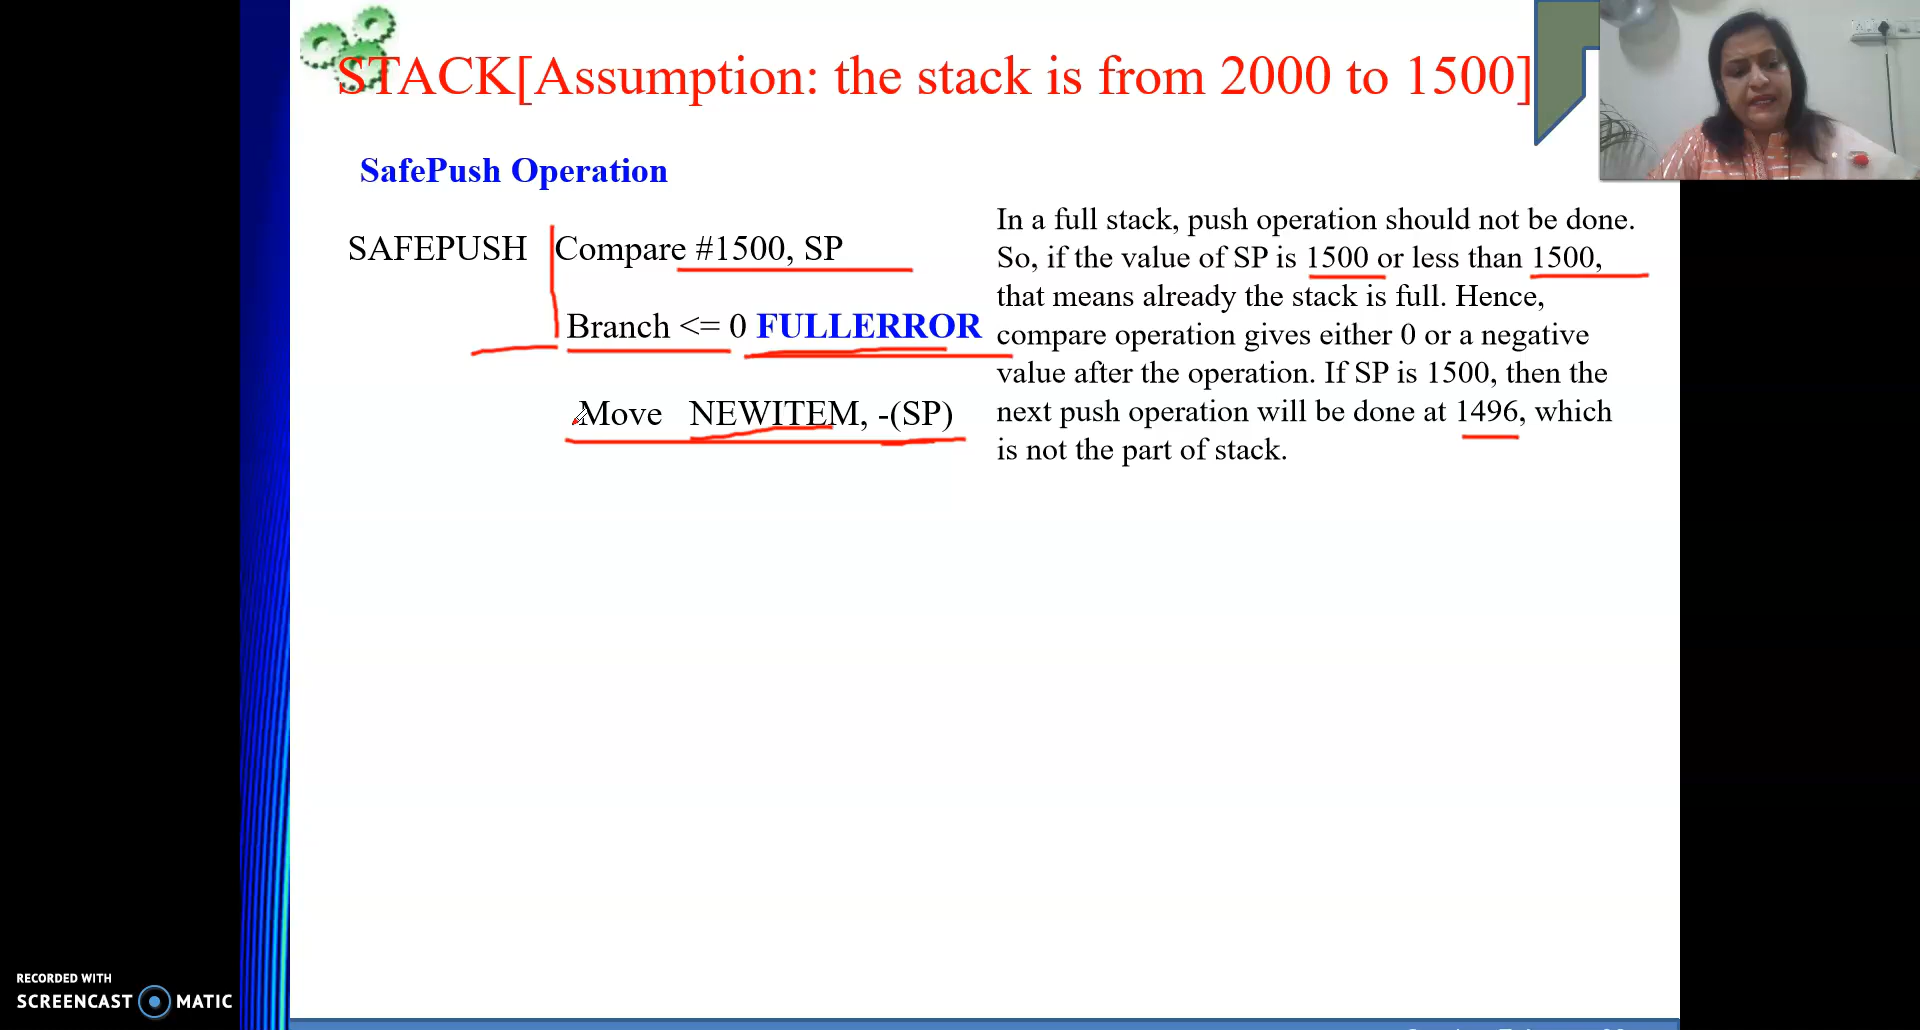 STACK[Assumption: the stack is from 2000 to 1500]
SafePush Operation
SAFEPUSH Compare #1500, SP
Branch <= 0 FULLERROR
Move NEWITEM, -(SP)
In a full stack, push operation should not be done.
So, if the value of SP is 1500 or less than 1500,
that means already the stack is full. Hence,
compare operation gives either 0 or a negative
value after the operation. If SP is 1500, then the
next push operation will be done at 1496, which
is not the part of stack.
RECORDED WITH
SCREENCAST MATIC